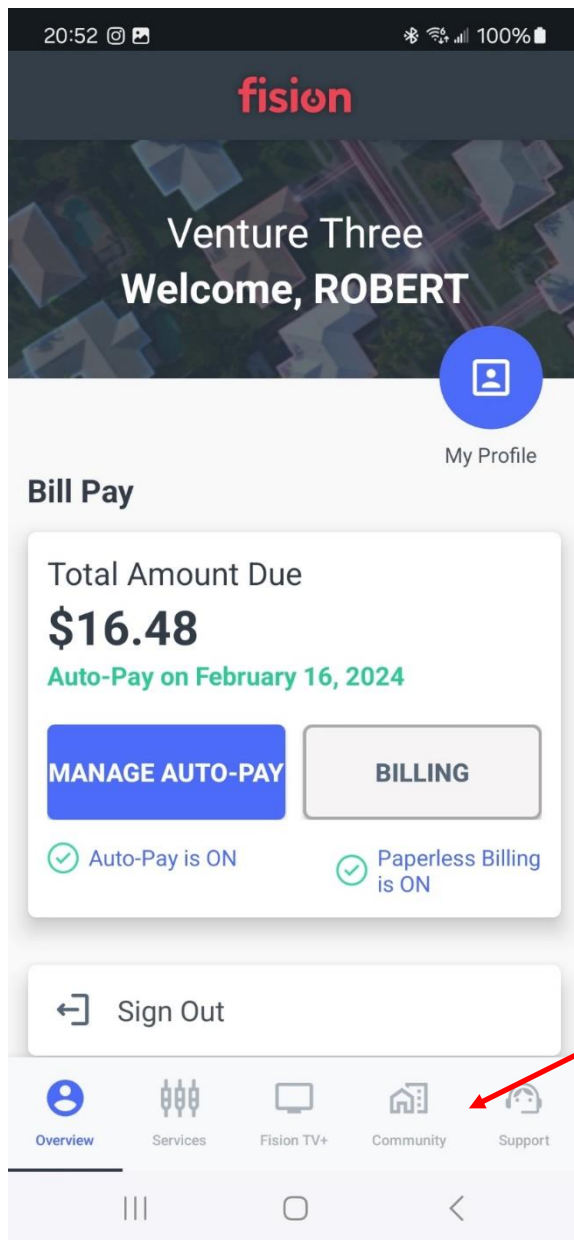 20:52 100%
fision
Venture Three
Welcome, ROBERT
My Profile
Bill Pay
Total Amount Due
$16.48
Auto-Pay on February 16, 2024
MANAGE AUTO-PAY BILLING
Auto-Pay is ON
Paperless Billing
is ON
Sign Out
Overview Services Fision TV+ Community Support